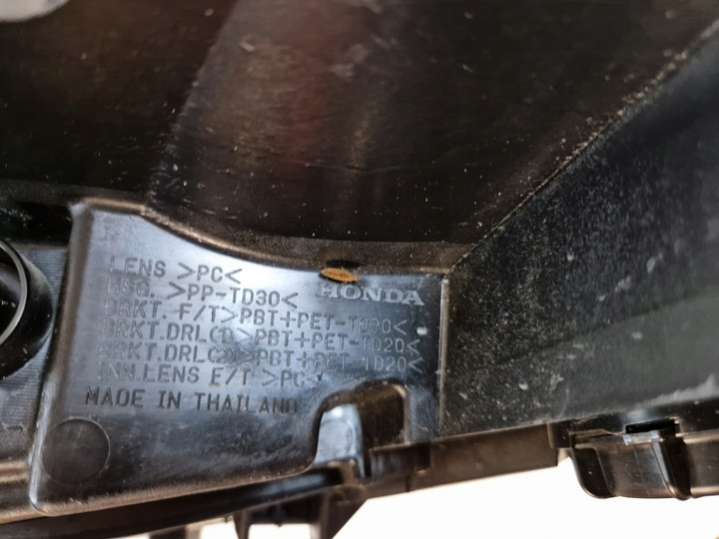 LENS >PC<
HSG. >PP-TD30<
HONDA
BRKT. F/T>PBT+PET-TD20<
BRKT.DRL(1)>PBT+PET-TD20<
BRKT.DRL(2)>PBT+PET-TD20<
INN.LENS F/T >PC<
MADE IN THAILAND